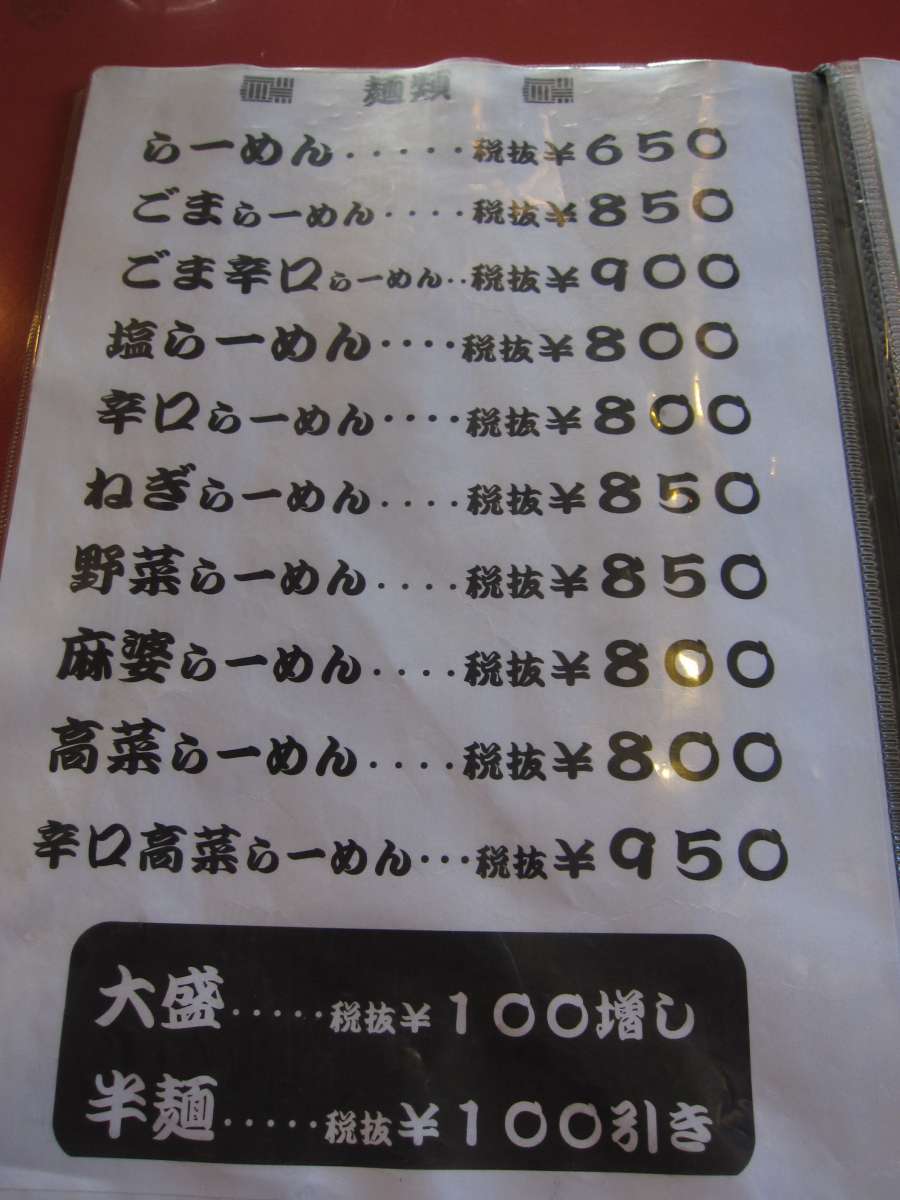 麺類
らーめん・・・・・税抜￥650
ごまらーめん・・・・税抜￥850
ごま辛口らーめん・・税抜￥900
塩らーめん・・・・税抜￥800
辛口らーめん・・・・税抜￥800
ねぎらーめん・・・・税抜￥850
野菜らーめん・・・・税抜￥850
麻婆らーめん・・・・税抜￥800
高菜らーめん・・・・税抜￥800
辛口高菜らーめん・・・税抜￥950
大盛・・・・・税抜￥100増し
半麺・・・・・税抜￥100引き